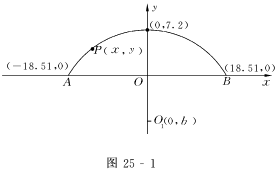 y
(0,7.2)
P(x,y)
(-18.51,0)
(18.51,0)
A
O
B
x
O₁(0,b)
图 25-1